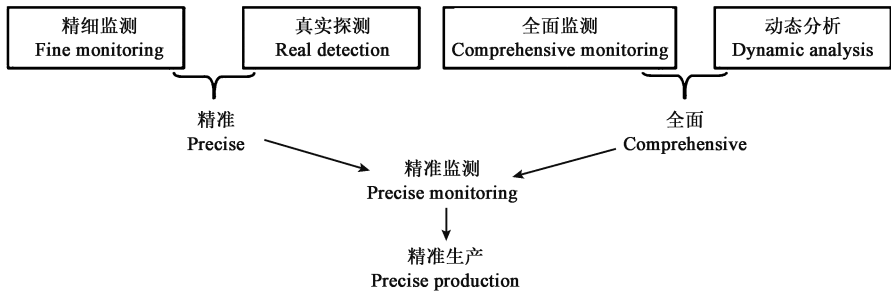 精细监测
Fine monitoring
真实探测
Real detection
全面监测
Comprehensive monitoring
动态分析
Dynamic analysis
精准
Precise
全面
Comprehensive
精准监测
Precise monitoring
精准生产
Precise production